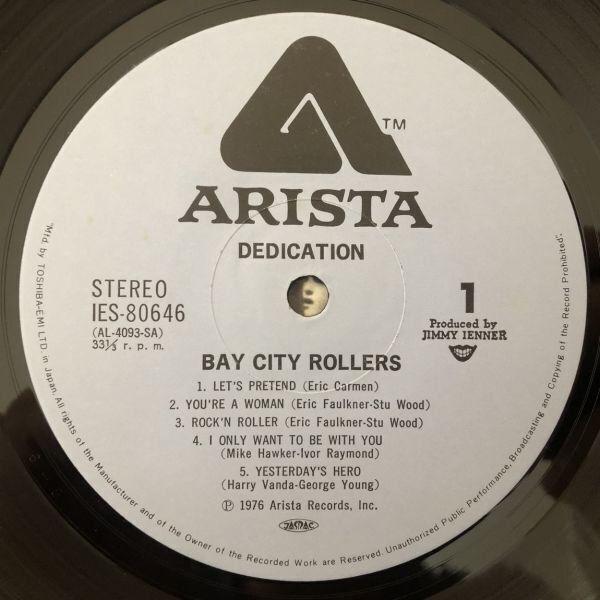 TM
ARISTA
DEDICATION
STEREO
IES-80646
(AL-4093-SA)
33⅓ r. p. m.
1
Produced by
JIMMY IENNER
BAY CITY ROLLERS
1. LET'S PRETEND (Eric Carmen)
2. YOU'RE A WOMAN (Eric Faulkner-Stu Wood)
3. ROCK'N ROLLER (Eric Faulkner-Stu Wood)
4. I ONLY WANT TO BE WITH YOU
(Mike Hawker-Ivor Raymond)
5. YESTERDAY'S HERO
(Harry Vanda-George Young)
Ⓟ 1976 Arista Records, Inc.
JASRAC
"Mfd. by TOSHIBA-EMI LTD. in Japan. All rights of the Manufacturer and of the Owner of the Recorded Work are Reserved. Unauthorized Public Performance, Broadcasting and Copying of the Record Prohibited".